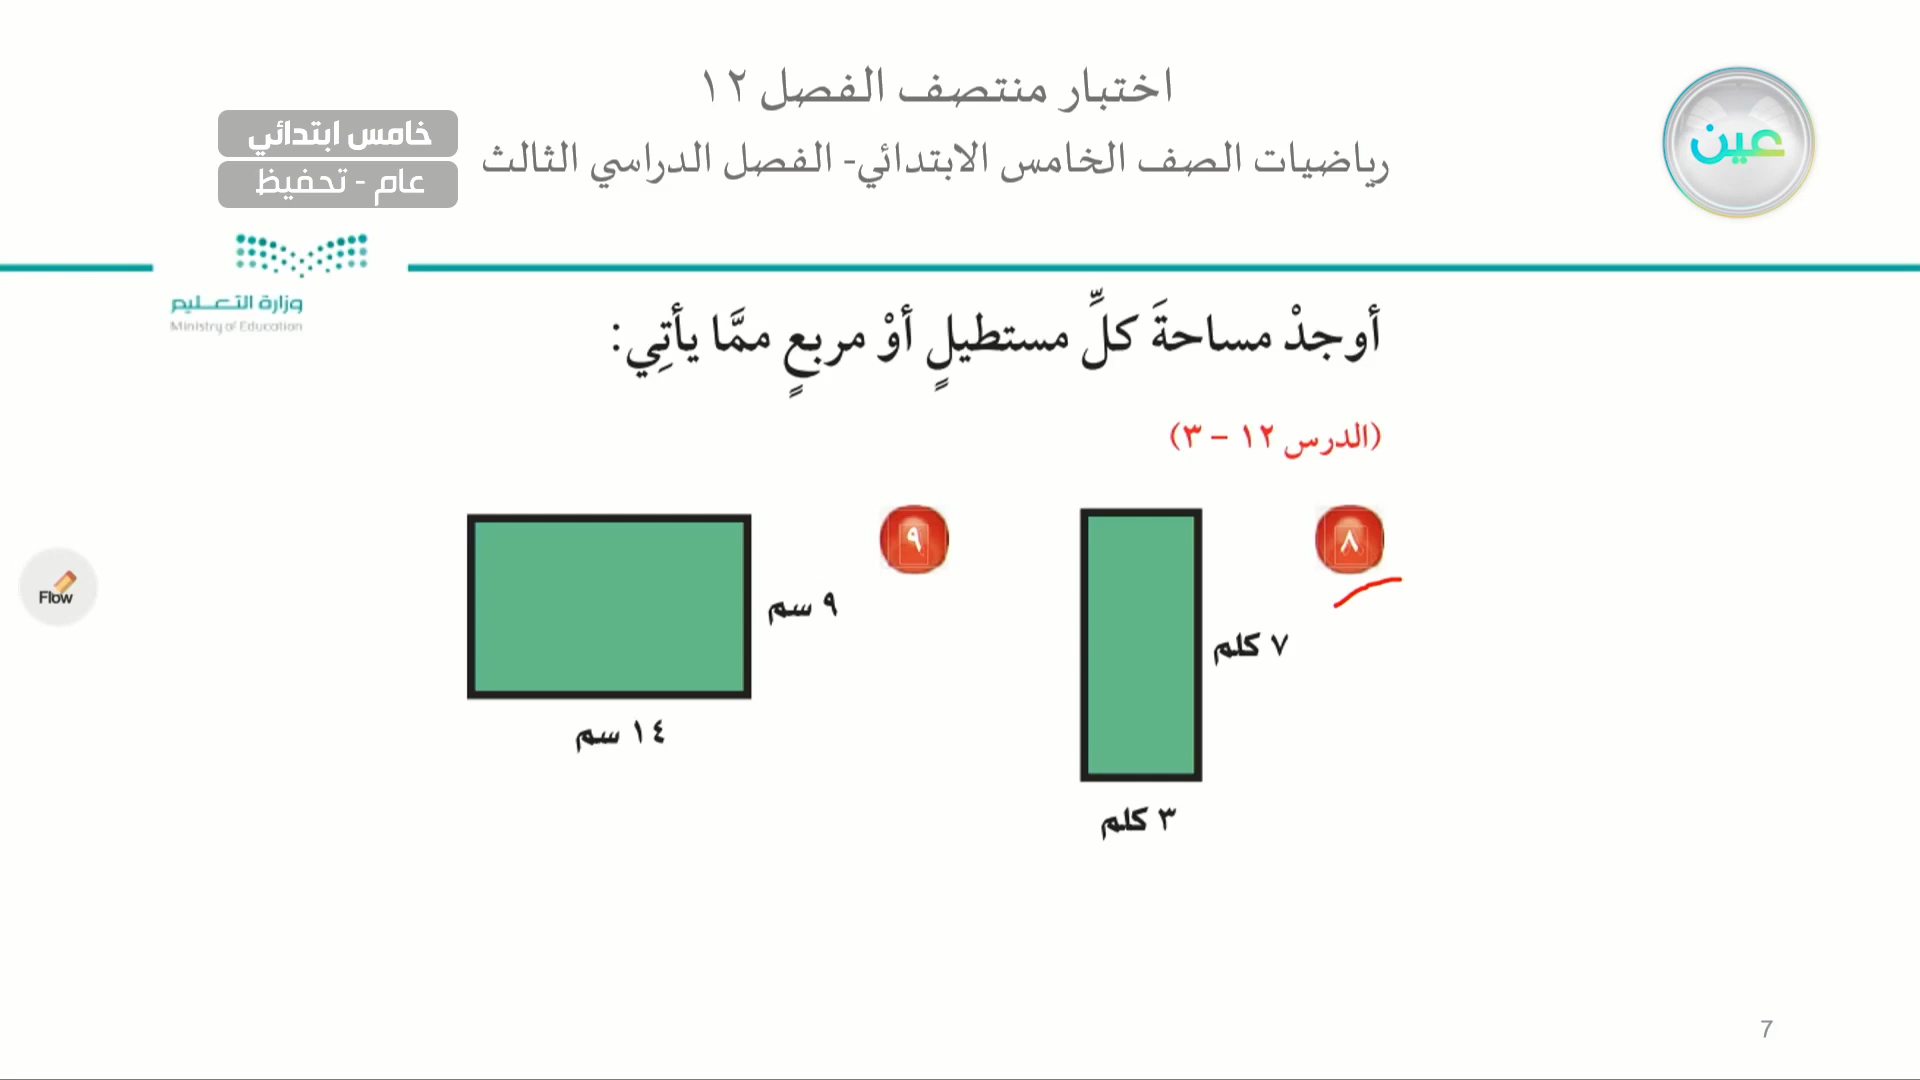 اختبار منتصف الفصل ١٢
رياضيات الصف الخامس الابتدائي- الفصل الدراسي الثالث
خامس ابتدائي
عام - تحفيظ
عين
وزارة التعليم
Ministry of Education
أوجدْ مساحةَ كلِّ مستطيلٍ أوْ مربعٍ ممَّا يأتِي:
(الدرس ١٢ - ٣)
٨
٧ كلم
٣ كلم
٩
٩ سم
١٤ سم
Flow
7